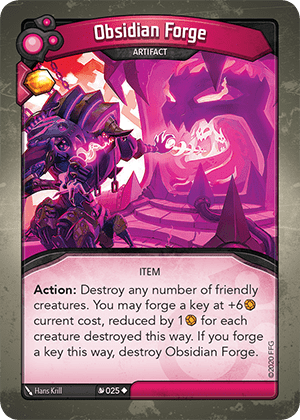 Obsidian Forge
ARTIFACT
ITEM
Action: Destroy any number of friendly
creatures. You may forge a key at +6
current cost, reduced by 1 for each
creature destroyed this way. If you forge
a key this way, destroy Obsidian Forge.
Hans Krill
025
©2020 FFG